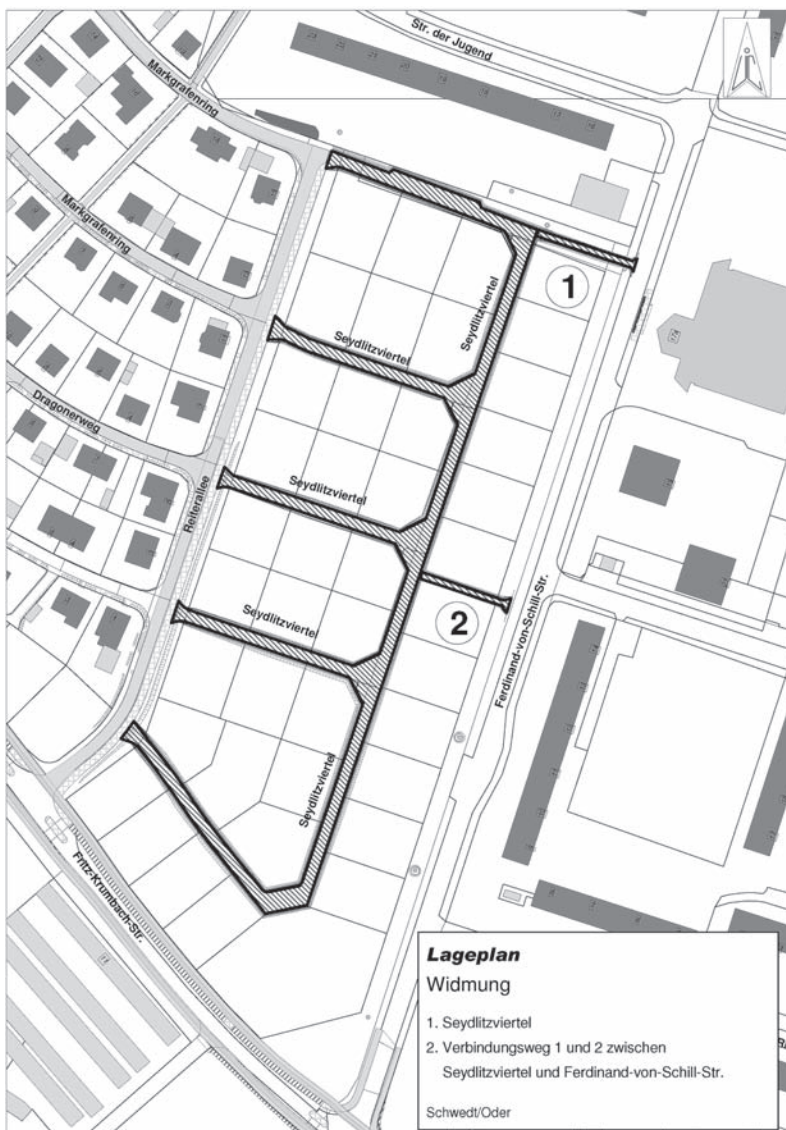 Str. der Jugend
Markgrafenring
Markgrafenring
Seydlitzviertel
1
Seydlitzviertel
Dragonerweg
Seydlitzviertel
Reiterallee
Seydlitzvierte
2
Ferdinand-von-Schill-Str.
Seydlitzviertel
Fritz-Krumbach-Str.
Lageplan
Widmung
1. Seydlitzviertel
2. Verbindungsweg 1 und 2 zwischen
Seydlitzviertel und Ferdinand-von-Schill-Str.
Schwedt/Oder